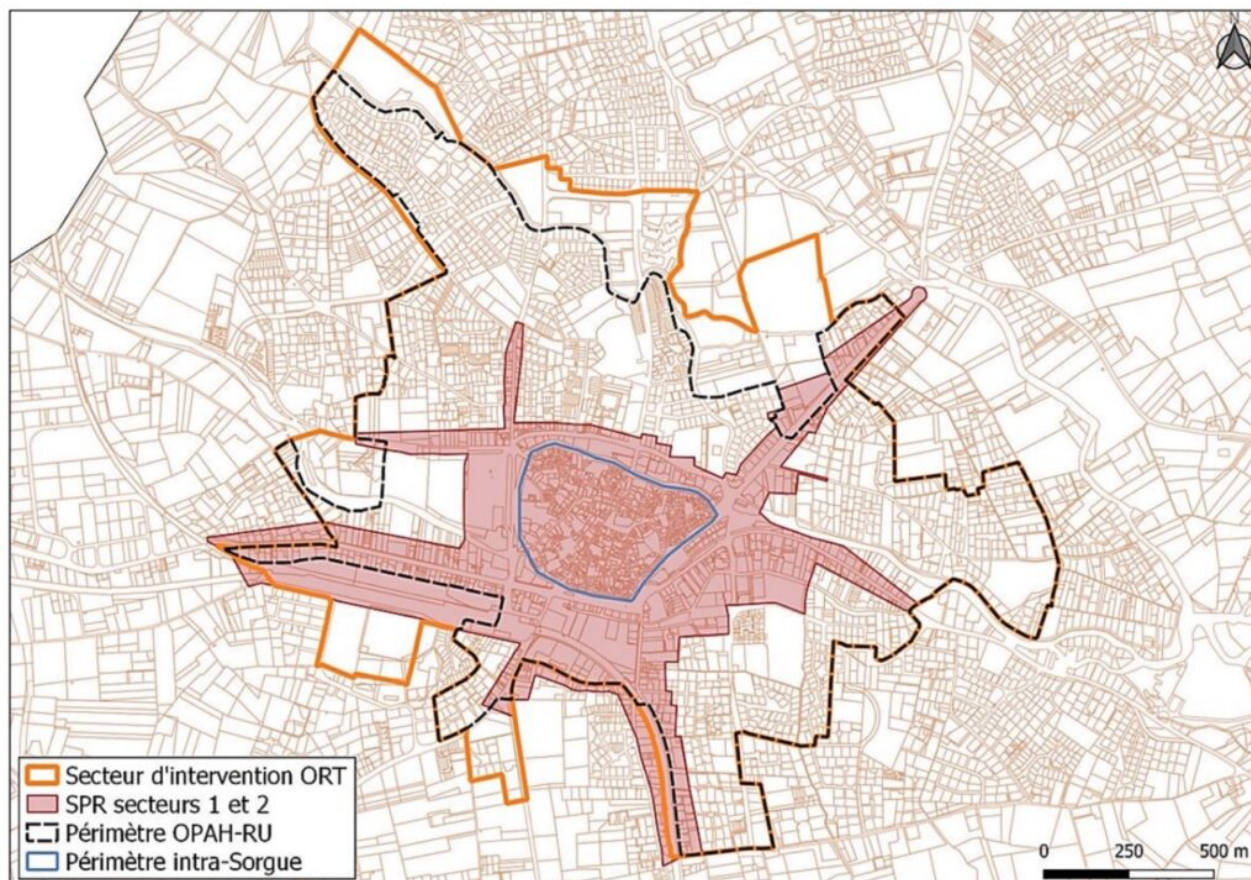 N
Secteur d'intervention ORT
SPR secteurs 1 et 2
Périmètre OPAH-RU
Périmètre intra-Sorgue
0 250 500 m